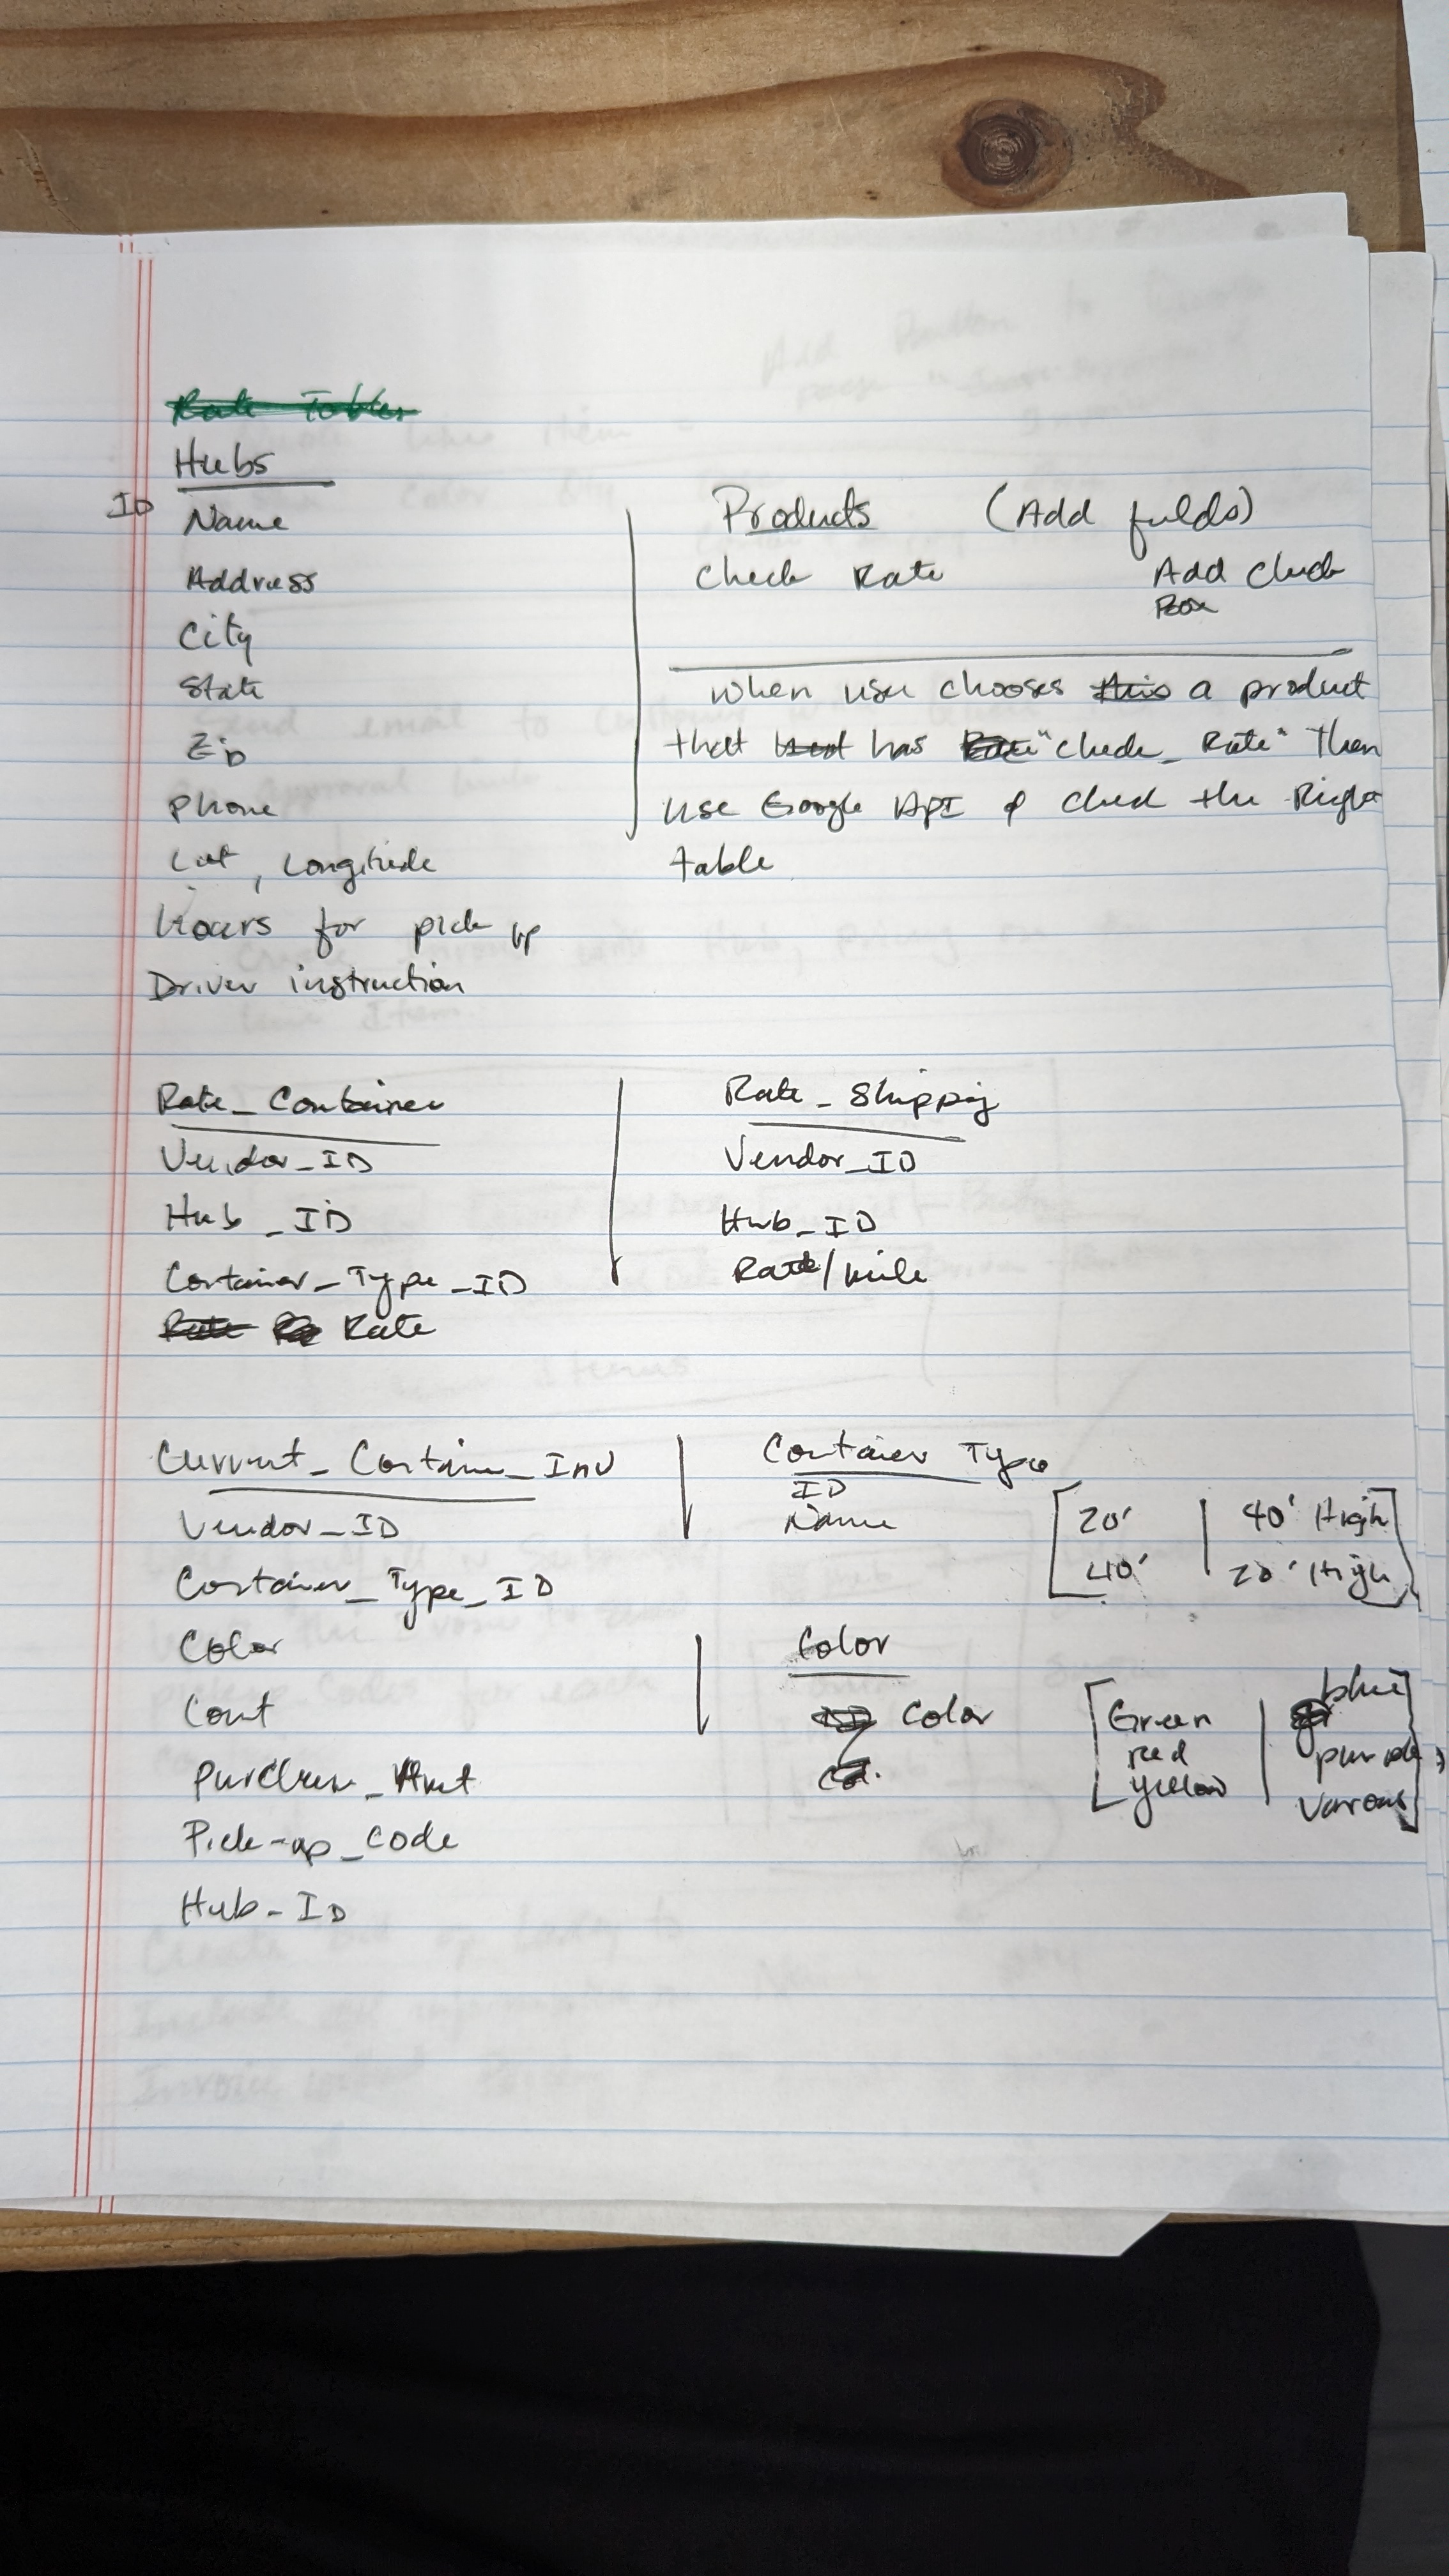 Rate Tables
Hubs
ID Name
Address
City
State
Zip
Phone
Lat, Longitude
Hours for pick up
Driver instruction
Products (Add fields)
Check Rate Add Check
Box
When user chooses this a product
that has "check_Rate" Then
use Google API & check the Right
table
Rate_Container
Vendor_ID
Hub_ID
Container_Type_ID
Rate Rate
Rate_Shipping
Vendor_ID
Hub_ID
Rate/mile
Current_Container_Inv
Vendor_ID
Container_Type_ID
Color
Cont
Purchase_Amt
Pick-up_Code
Hub-ID
Container Type
ID
Name
20' | 40' High
40' 20' High
Color
Color
Green | blue
red purple
yellow various